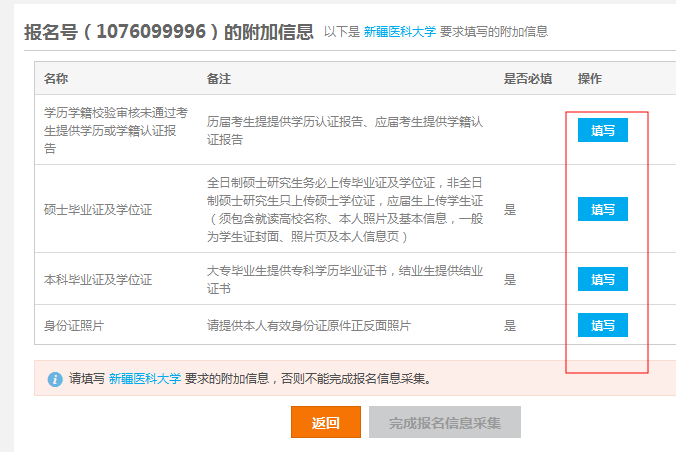 报名号（1076099996）的附加信息 以下是 新疆医科大学 要求填写的附加信息
名称 备注 是否必填 操作
学历学籍校验审核未通过考
生提供学历或学籍认证报
告
历届考生提提供学历认证报告、应届考生提供学籍认
证报告
填写
硕士毕业证及学位证
全日制硕士研究生务必上传毕业证及学位证，非全日
制硕士研究生只上传硕士学位证，应届生上传学生证
（须包含就读高校名称、本人照片及基本信息，一般
为学生证封面、照片页及本人信息页）
是
填写
本科毕业证及学位证
大专毕业生提供专科学历毕业证书，结业生提供结业
证书
是
填写
身份证照片 请提供本人有效身份证原件正反面照片 是 填写
请填写 新疆医科大学 要求的附加信息，否则不能完成报名信息采集。
返回 完成报名信息采集